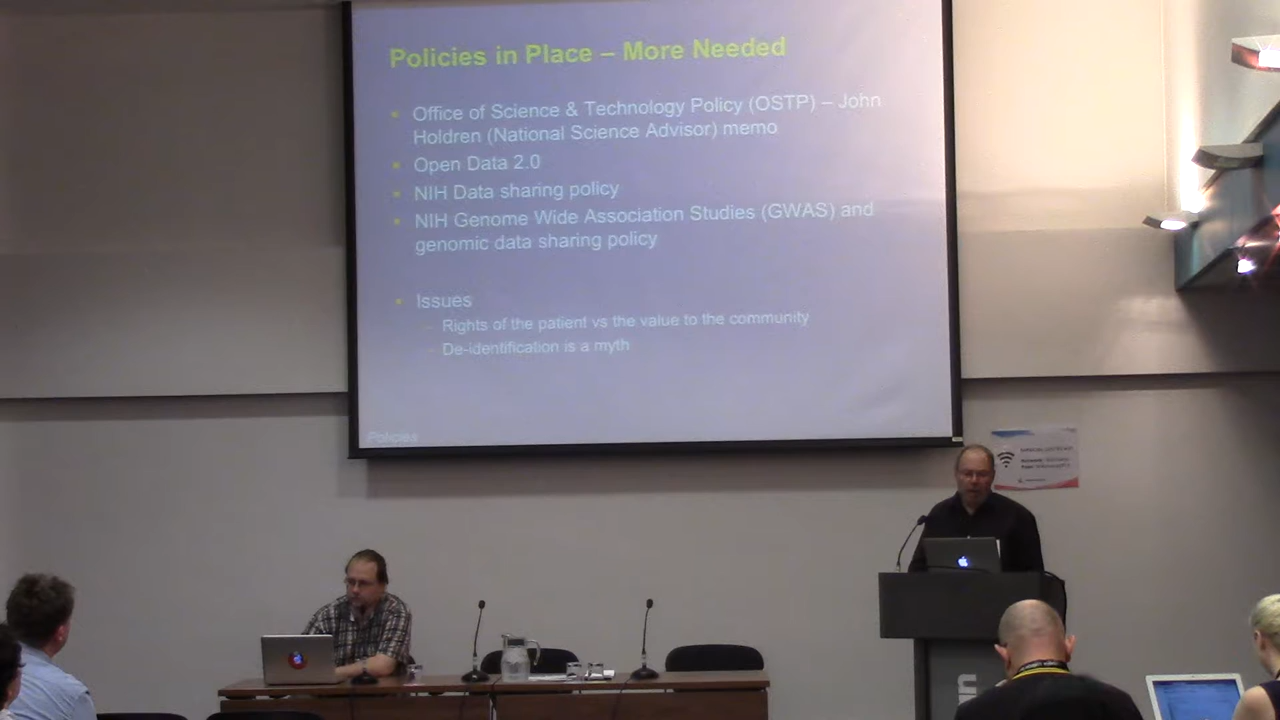 Policies in Place – More Needed
Office of Science & Technology Policy (OSTP) – John
Holdren (National Science Advisor) memo
Open Data 2.0
NIH Data sharing policy
NIH Genome Wide Association Studies (GWAS) and
genomic data sharing policy
Issues
Rights of the patient vs the value to the community
De-identification is a myth
Policies